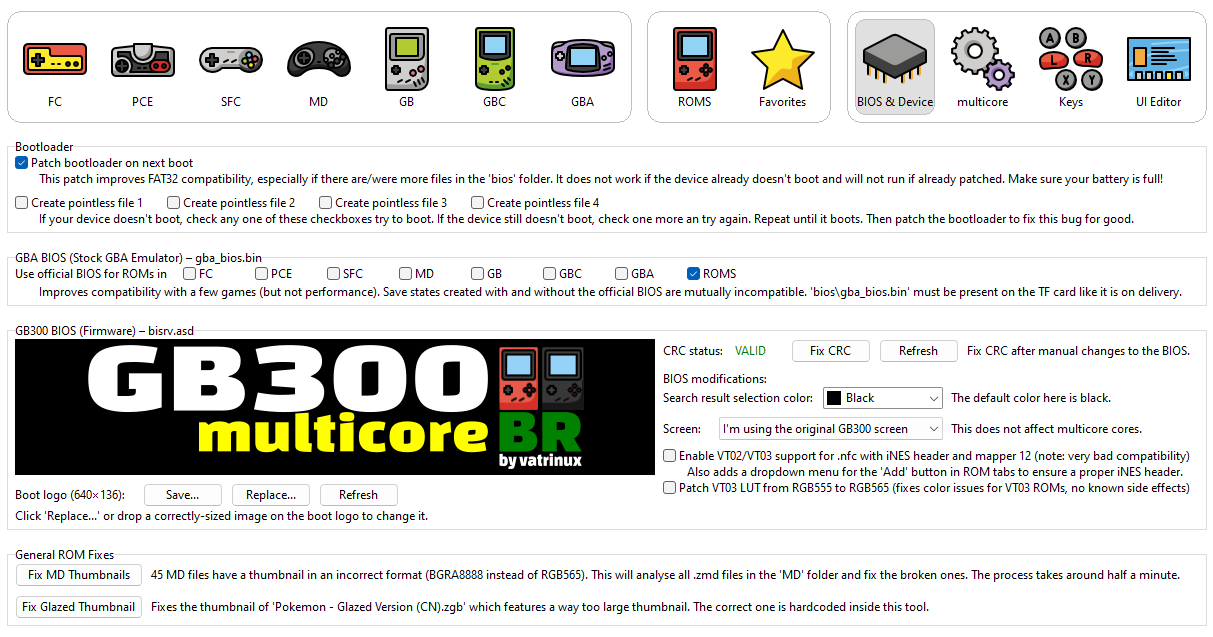 FC PCE SFC MD GB GBC GBA ROMS Favorites BIOS & Device multicore Keys UI Editor
A B
L R
X Y
Bootloader
Patch bootloader on next boot
This patch improves FAT32 compatibility, especially if there are/were more files in the 'bios' folder. It does not work if the device already doesn't boot and will not run if already patched. Make sure your battery is full!
Create pointless file 1 Create pointless file 2 Create pointless file 3 Create pointless file 4
If your device doesn't boot, check any one of these checkboxes try to boot. If the device still doesn't boot, check one more an try again. Repeat until it boots. Then patch the bootloader to fix this bug for good.
GBA BIOS (Stock GBA Emulator) – gba_bios.bin
Use official BIOS for ROMs in FC PCE SFC MD GB GBC GBA ROMS
Improves compatibility with a few games (but not performance). Save states created with and without the official BIOS are mutually incompatible. 'bios\gba_bios.bin' must be present on the TF card like it is on delivery.
GB300 BIOS (Firmware) – bisrv.asd
GB300
multicore BR
by vatrinux
Boot logo (640×136): Save... Replace... Refresh
Click 'Replace...' or drop a correctly-sized image on the boot logo to change it.
CRC status: VALID Fix CRC Refresh Fix CRC after manual changes to the BIOS.
BIOS modifications:
Search result selection color: Black The default color here is black.
Screen: I'm using the original GB300 screen This does not affect multicore cores.
Enable VT02/VT03 support for .nfc with iNES header and mapper 12 (note: very bad compatibility)
Also adds a dropdown menu for the 'Add' button in ROM tabs to ensure a proper iNES header.
Patch VT03 LUT from RGB555 to RGB565 (fixes color issues for VT03 ROMs, no known side effects)
General ROM Fixes
Fix MD Thumbnails 45 MD files have a thumbnail in an incorrect format (BGRA8888 instead of RGB565). This will analyse all .zmd files in the 'MD' folder and fix the broken ones. The process takes around half a minute.
Fix Glazed Thumbnail Fixes the thumbnail of 'Pokemon - Glazed Version (CN).zgb' which features a way too large thumbnail. The correct one is hardcoded inside this tool.